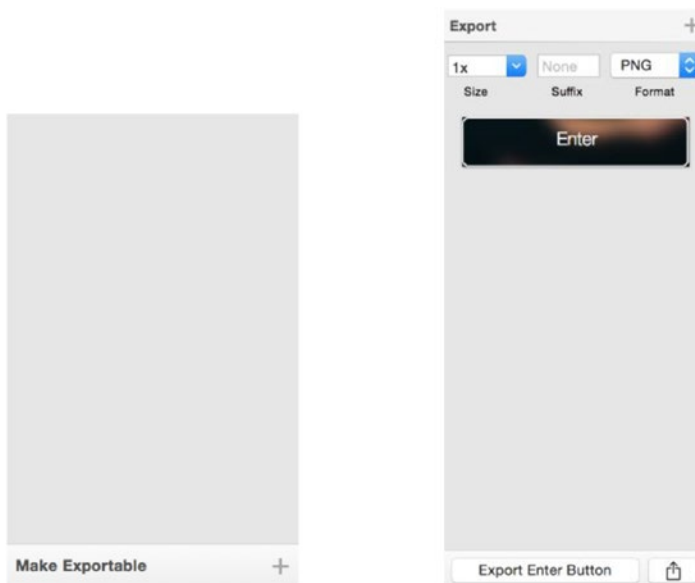 Export
1x None PNG
Size Suffix Format
Enter
Make Exportable
Export Enter Button